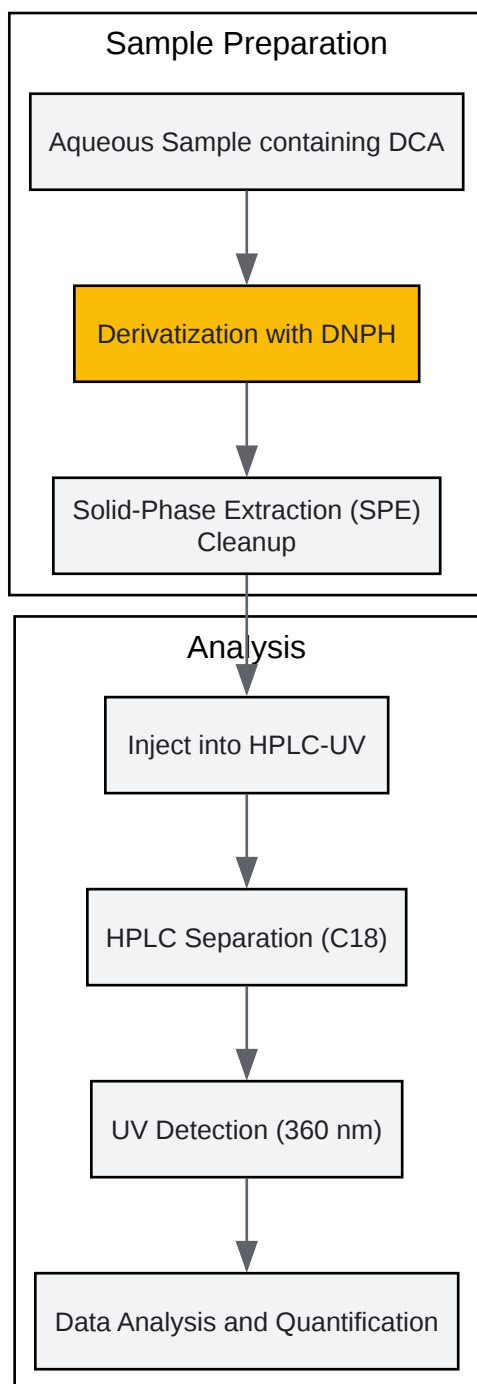 Sample Preparation
Aqueous Sample containing DCA
Derivatization with DNPH
Solid-Phase Extraction (SPE)
Cleanup
Analysis
Inject into HPLC-UV
HPLC Separation (C18)
UV Detection (360 nm)
Data Analysis and Quantification